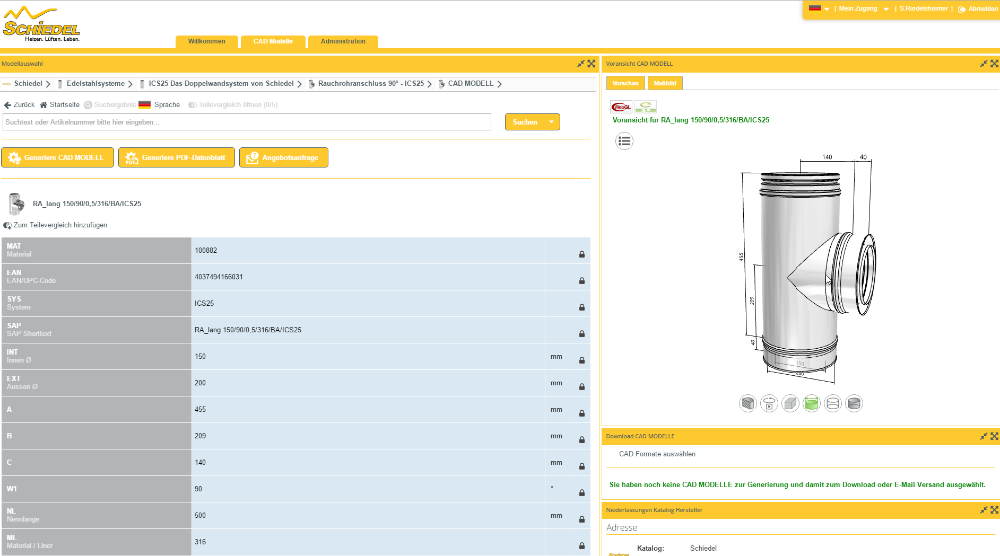 SCHIEDEL
Heizen. Lüften. Leben.
| Mein Zugang | S.Riedelsheimer | Abmelden
Willkommen CAD Modelle Administration
Modellauswahl
Schiedel Edelstahlsysteme ICS25 Das Doppelwandsystem von Schiedel Rauchrohranschluss 90° - ICS25 CAD MODELL
Zurück Startseite Suchergebnis Sprache Teilevergleich öffnen (0/5)
Suchtext oder Artikelnummer bitte hier eingeben... Suchen
Generiere CAD MODELL PDF Generiere PDF-Datenblatt Angebotsanfrage
RA_lang 150/90/0,5/316/BA/ICS25
Zum Teilevergleich hinzufügen
MAT
Material
100882
EAN
EAN/UPC-Code
4037494166031
SYS
System
ICS25
SAP
SAP Shorttext
RA_lang 150/90/0,5/316/BA/ICS25
INT
Innen Ø
150 mm
EXT
Aussen Ø
200 mm
A 455 mm
B 209 mm
C 140 mm
W1 90 °
NL
Nennlänge
500 mm
ML
Material / Liner
316
Voransicht CAD MODELL
Vorschau Maßbild
WebGL GIF
Voransicht für RA_lang 150/90/0,5/316/BA/ICS25
140 40
455
209
40
150
200
Download CAD MODELLE
CAD Formate auswählen
Sie haben noch keine CAD MODELLE zur Generierung und damit zum Download oder E-Mail Versand ausgewählt.
Niederlassungen Katalog Hersteller
Adresse
Katalog: Schiedel